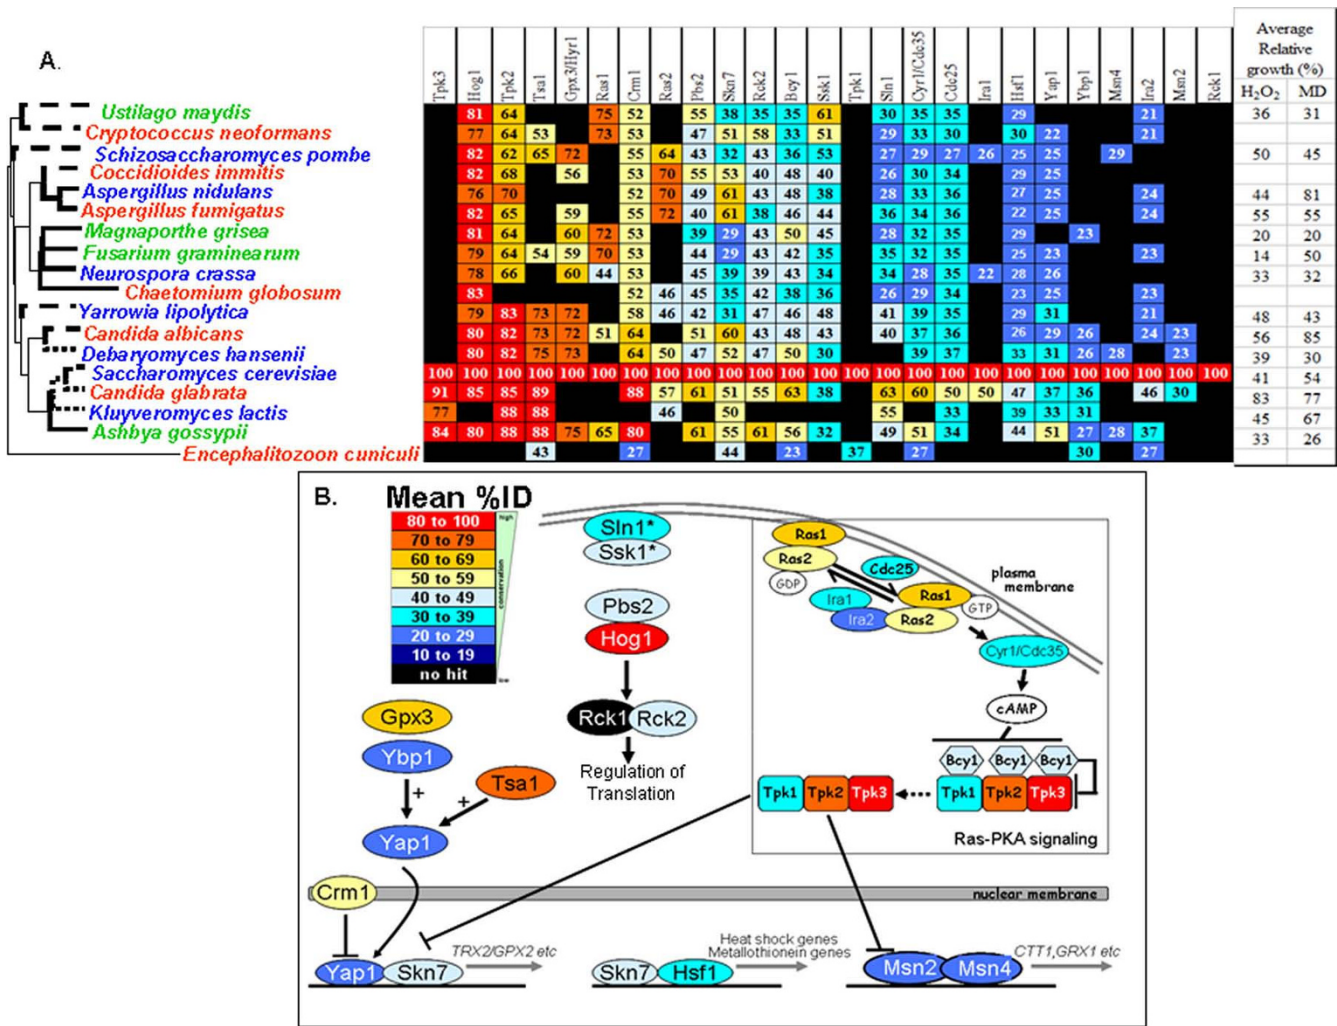 A.
Tpk3 Hog1 Tpk2 Tsa1 Gpx3/Hyr1 Ras1 Crm1 Ras2 Pbs2 Skn7 Rck2 Bcy1 Ssk1 Tpk1 Sln1 Cyr1/Cdc35 Cdc25 Ira1 Hsf1 Yap1 Ybp1 Msn4 Ira2 Msn2 Rck1
Average
Relative
growth (%)
H₂O₂ MD
Ustilago maydis 81 64 75 52 55 38 35 35 61 30 35 35 29 21 36 31
Cryptococcus neoformans 77 64 53 73 53 47 51 58 33 51 29 33 30 30 22 21
Schizosaccharomyces pombe 82 62 65 72 55 64 43 32 43 36 53 27 29 27 26 25 25 29 50 45
Coccidioides immitis 82 68 56 53 70 55 53 40 48 40 26 30 34 29 25
Aspergillus nidulans 76 70 52 70 49 61 43 48 38 28 33 36 27 25 24 44 81
Aspergillus fumigatus 82 65 59 55 72 40 61 38 46 44 36 34 36 22 25 24 55 55
Magnaporthe grisea 81 64 60 72 53 39 29 43 50 45 28 32 35 29 23 20 20
Fusarium graminearum 79 64 54 59 70 53 44 29 43 42 35 35 32 35 25 23 23 14 50
Neurospora crassa 78 66 60 44 53 45 39 39 43 34 34 28 35 22 28 26 33 32
Chaetomium globosum 83 52 46 45 35 42 38 36 26 29 34 23 25 23
Yarrowia lipolytica 79 83 73 72 58 46 42 31 47 46 48 41 39 35 29 31 21 48 43
Candida albicans 80 82 73 72 51 64 51 60 43 48 43 40 37 36 26 29 26 24 23 56 85
Debaryomyces hansenii 80 82 75 73 64 50 47 52 47 50 30 39 37 33 31 26 28 23 39 30
Saccharomyces cerevisiae 100 100 100 100 100 100 100 100 100 100 100 100 100 100 100 100 100 100 100 100 100 100 100 100 100 41 54
Candida glabrata 91 85 85 89 88 57 61 51 55 63 38 63 60 50 50 47 37 36 46 30 83 77
Kluyveromyces lactis 77 88 88 46 50 55 33 39 33 31 45 67
Ashbya gossypii 84 80 88 88 75 65 80 61 55 61 56 32 49 51 34 44 51 27 28 37 33 26
Encephalitozoon cuniculi 43 27 44 23 37 27 30 27
B.
Mean %ID
80 to 100
70 to 79
60 to 69
50 to 59
40 to 49
30 to 39
20 to 29
10 to 19
no hit
high
conservation
low
Sln1*
Ssk1*
Pbs2
Hog1
Rck1 Rck2
Regulation of
Translation
Gpx3
Ybp1
+
Tsa1
+
Yap1
Crm1
Ras1
Ras2
GDP
Cdc25
Ira1
Ira2
Ras1
Ras2
GTP
plasma
membrane
Cyr1/Cdc35
cAMP
Bcy1 Bcy1 Bcy1
Tpk1 Tpk2 Tpk3
Tpk1 Tpk2 Tpk3
Ras-PKA signaling
nuclear membrane
Yap1 Skn7
TRX2/GPX2 etc
Skn7 Hsf1
Heat shock genes
Metallothionein genes
Msn2 Msn4
CTT1,GRX1 etc